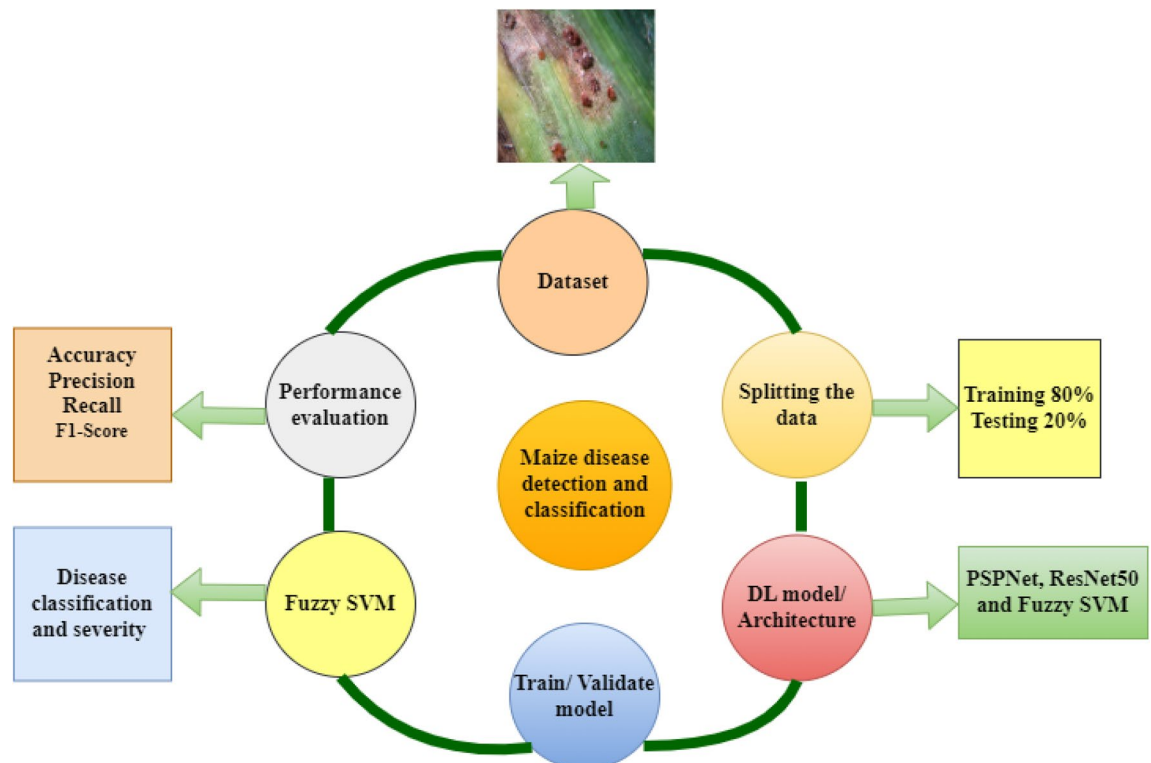 Dataset
Splitting the
data
Training 80%
Testing 20%
DL model/
Architecture
PSPNet, ResNet50
and Fuzzy SVM
Train/ Validate
model
Fuzzy SVM
Disease
classification
and severity
Performance
evaluation
Accuracy
Precision
Recall
F1-Score
Maize disease
detection and
classification